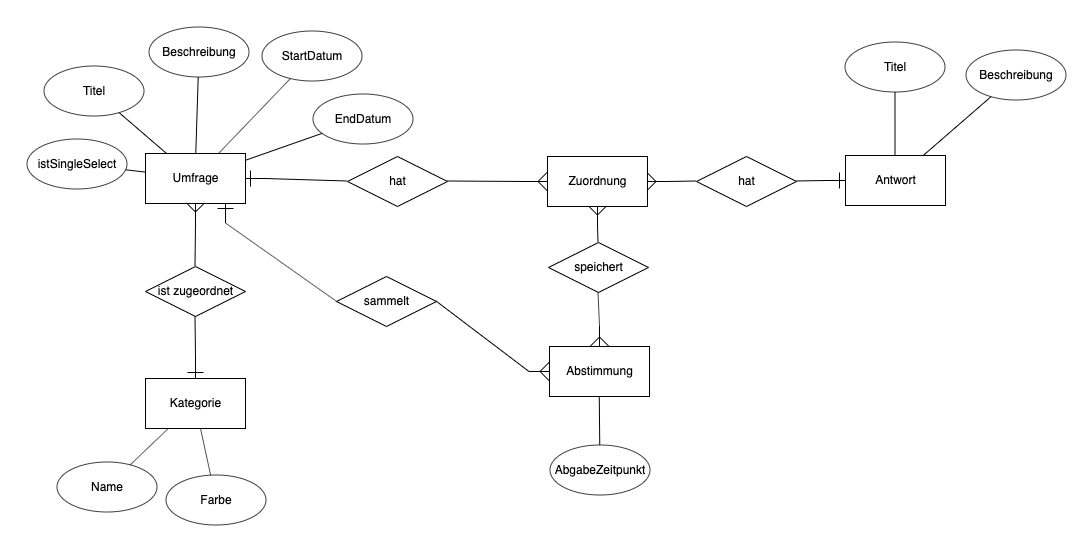 Beschreibung
StartDatum
Titel
EndDatum
istSingleSelect
Umfrage
hat
Zuordnung
hat
Antwort
Titel
Beschreibung
speichert
ist zugeordnet
sammelt
Abstimmung
Kategorie
AbgabeZeitpunkt
Name
Farbe